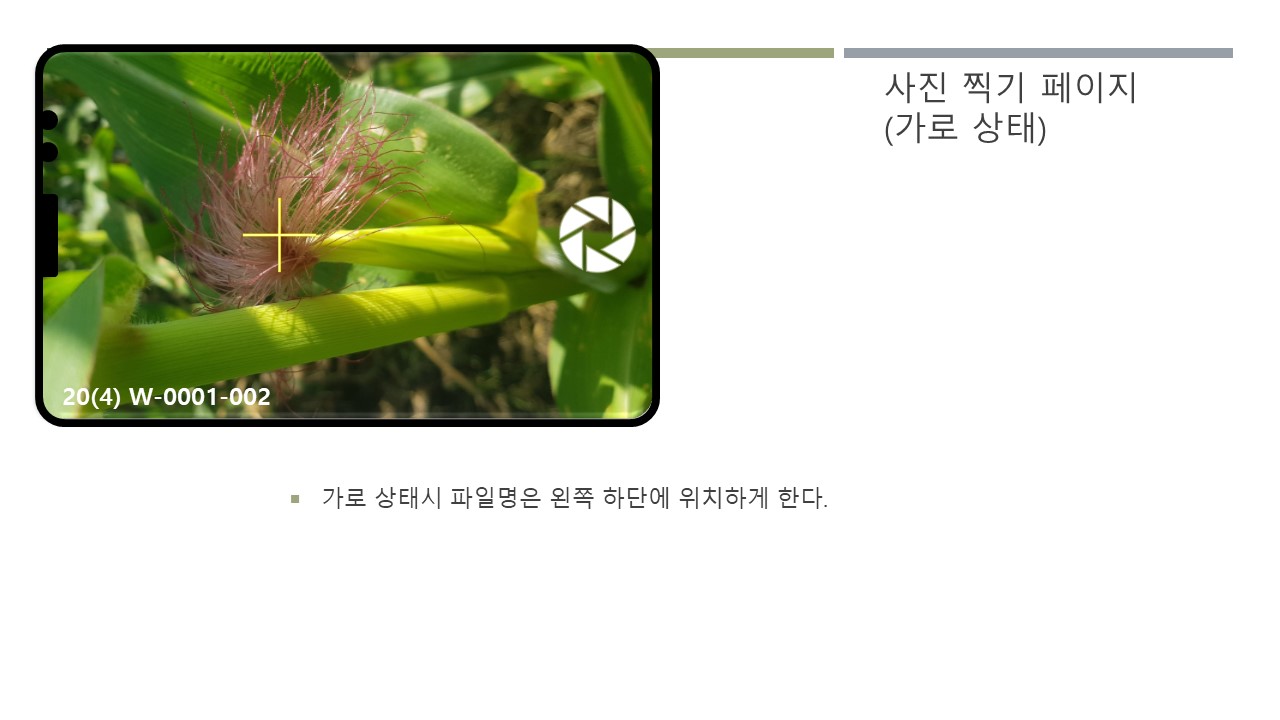 사진 찍기 페이지
(가로 상태)
20(4) W-0001-002
가로 상태시 파일명은 왼쪽 하단에 위치하게 한다.